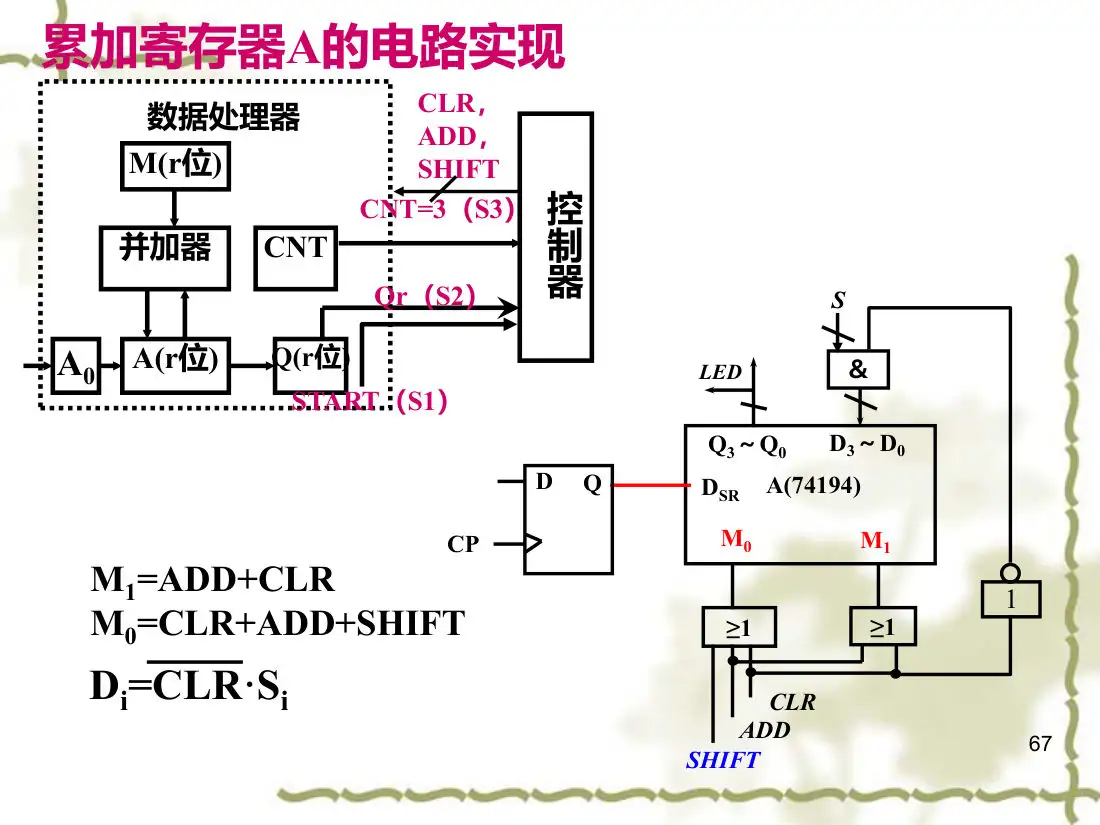 累加寄存器A的电路实现
数据处理器
M(r位)
并加器
CNT
A0
A(r位)
Q(r位)
CLR，
ADD，
SHIFT
CNT=3（S3）
Qr（S2）
START（S1）
控制器
S
&
LED
Q3～Q0
D3～D0
DSR
A(74194)
M0
M1
D
Q
CP
≥1
≥1
1
CLR
ADD
SHIFT
M1=ADD+CLR
M0=CLR+ADD+SHIFT
Di=C̅L̅R̅·Si
67